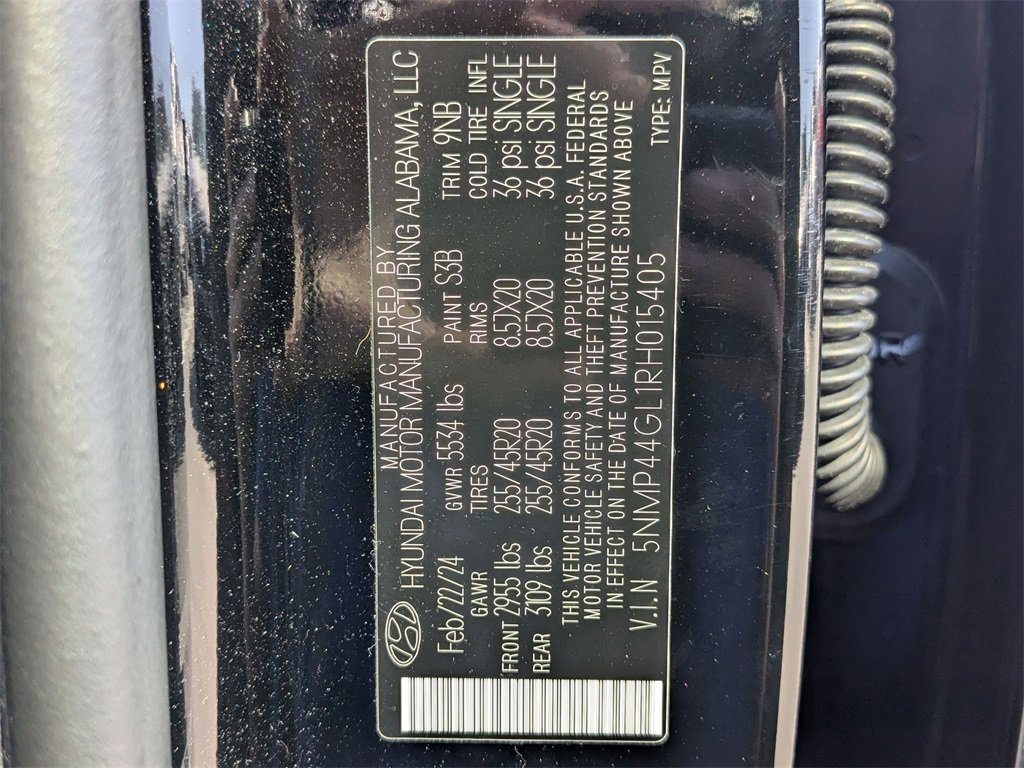 MANUFACTURED BY
HYUNDAI MOTOR MANUFACTURING ALABAMA, LLC
Feb/22/24 GVWR 5534 lbs PAINT S3B TRIM 9NB
GAWR TIRES RIMS COLD TIRE INFL
FRONT 2955 lbs 255/45R20 8.5JX20 36 psi SINGLE
REAR 3109 lbs 255/45R20 8.5JX20 36 psi SINGLE
THIS VEHICLE CONFORMS TO ALL APPLICABLE U.S.A. FEDERAL
MOTOR VEHICLE SAFETY AND THEFT PREVENTION STANDARDS
IN EFFECT ON THE DATE OF MANUFACTURE SHOWN ABOVE
V.I.N 5NMP44GL1RH015405 TYPE: MPV